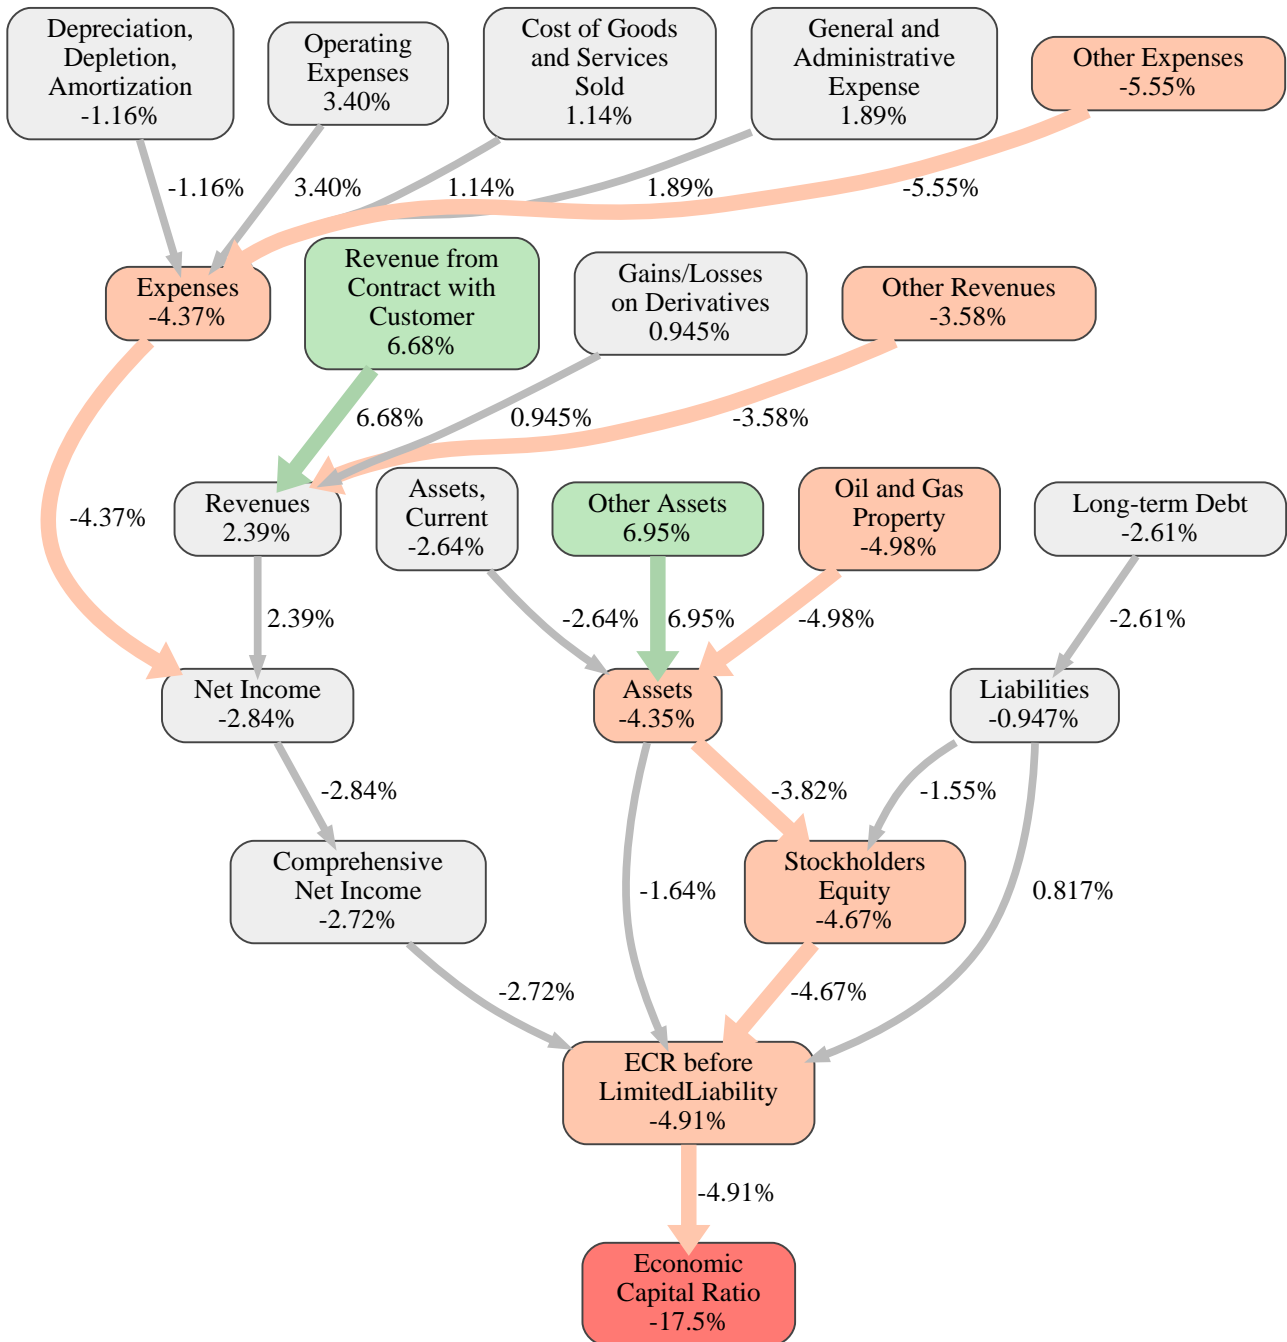 Depreciation,
Depletion,
Amortization
-1.16%
Operating
Expenses
3.40%
Cost of Goods
and Services
Sold
1.14%
General and
Administrative
Expense
1.89%
Other Expenses
-5.55%
-1.16%
3.40%
1.14%
1.89%
-5.55%
Expenses
-4.37%
Revenue from
Contract with
Customer
6.68%
Gains/Losses
on Derivatives
0.945%
Other Revenues
-3.58%
6.68%
0.945%
-3.58%
-4.37%
Revenues
2.39%
Assets,
Current
-2.64%
Other Assets
6.95%
Oil and Gas
Property
-4.98%
Long-term Debt
-2.61%
2.39%
-2.64%
6.95%
-4.98%
-2.61%
Net Income
-2.84%
Assets
-4.35%
Liabilities
-0.947%
-2.84%
-3.82%
-1.55%
Comprehensive
Net Income
-2.72%
-1.64%
Stockholders
Equity
-4.67%
0.817%
-2.72%
-4.67%
ECR before
LimitedLiability
-4.91%
-4.91%
Economic
Capital Ratio
-17.5%